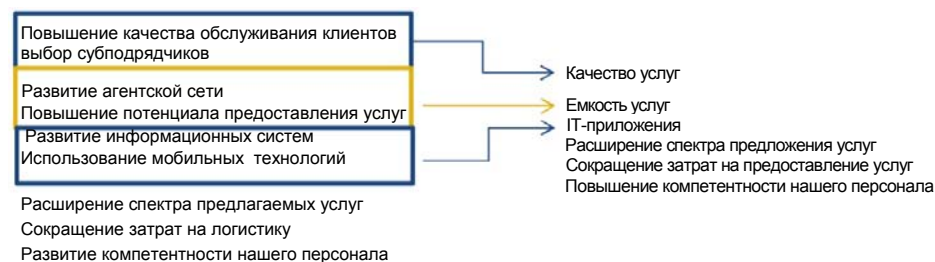 Повышение качества обслуживания клиентов
выбор субподрядчиков
Развитие агентской сети
Повышение потенциала предоставления услуг
Развитие информационных систем
Использование мобильных технологий
Расширение спектра предлагаемых услуг
Сокращение затрат на логистику
Развитие компетентности нашего персонала
Качество услуг
Емкость услуг
IT-приложения
Расширение спектра предложения услуг
Сокращение затрат на предоставление услуг
Повышение компетентности нашего персонала